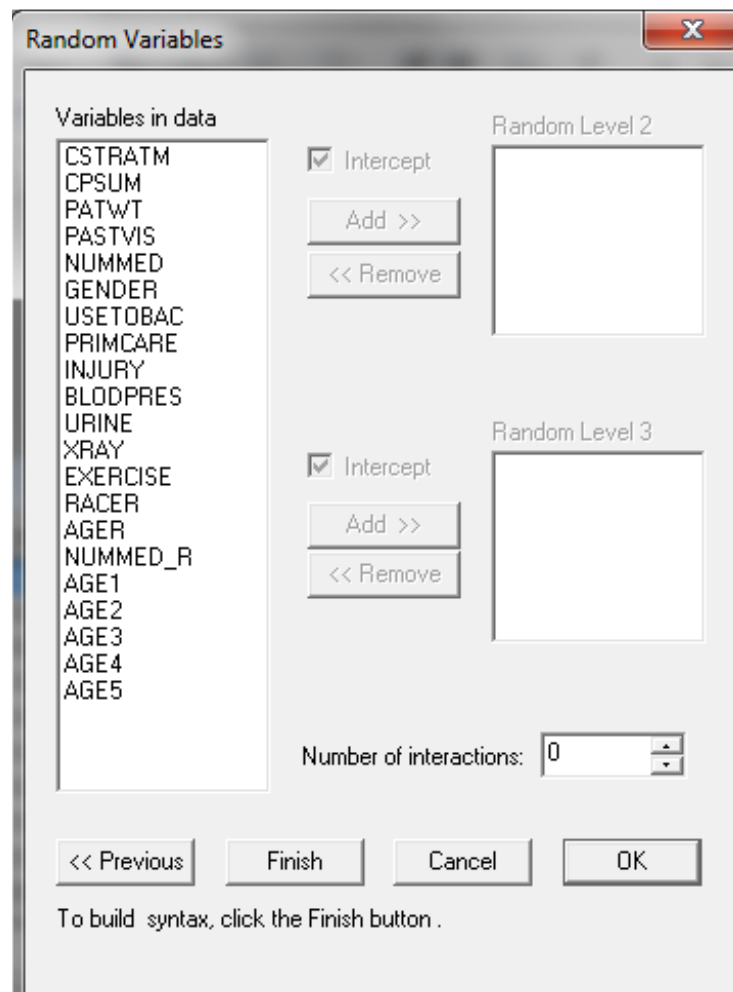 Random Variables
Variables in data
CSTRATM
CPSUM
PATWT
PASTVIS
NUMMED
GENDER
USETOBAC
PRIMCARE
INJURY
BLODPRES
URINE
XRAY
EXERCISE
RACER
AGER
NUMMED_R
AGE1
AGE2
AGE3
AGE4
AGE5
Random Level 2
Intercept
Add >>
<< Remove
Random Level 3
Intercept
Add >>
<< Remove
Number of interactions: 0
<< Previous Finish Cancel OK
To build syntax, click the Finish button .